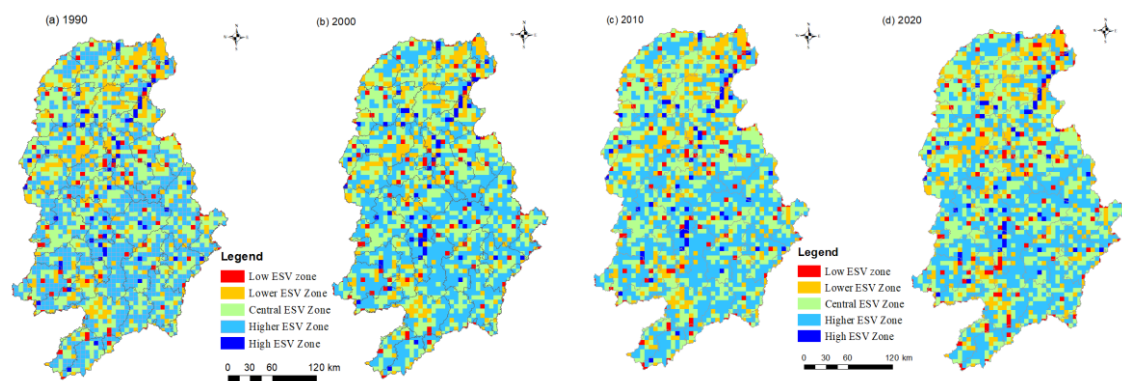 (a) 1990
(b) 2000
(c) 2010
(d) 2020
N
W
E
S
N
W
E
S
N
W
E
S
N
W
E
S
Legend
Low ESV zone
Lower ESV Zone
Central ESV Zone
Higher ESV Zone
High ESV Zone
0 15 30 60 120 km
Legend
Low ESV zone
Lower ESV Zone
Central ESV Zone
Higher ESV Zone
High ESV Zone
0 15 30 60 120 km